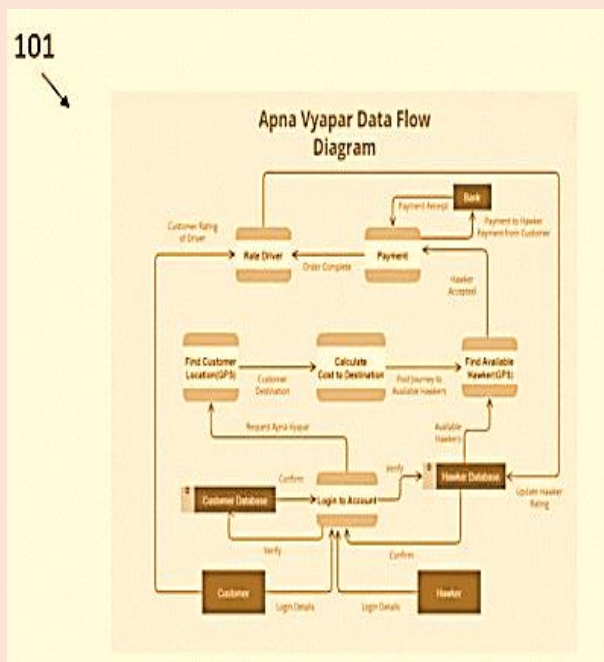 101
Apna Vyapar Data Flow
Diagram
Bank
Payment Receipt
Payment to Hawker
Payment from Customer
Customer Rating
of Driver
Rate Driver
Order Complete
Payment
Hawker
Accepted
Find Customer
Location(GPS)
Customer
Destination
Calculate
Cost to Destination
Post Journey to
Available Hawkers
Find Available
Hawker(GPS)
Request Apna Vyapar
Available
Hawkers
Confirm
Verify
Customer Database
Login to Account
Hawker Database
Update Hawker
Rating
Verify
Confirm
Customer
Login Details
Login Details
Hawker